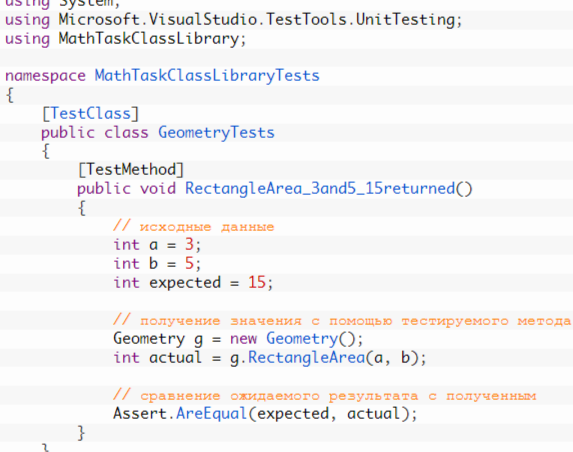 using System;
using Microsoft.VisualStudio.TestTools.UnitTesting;
using MathTaskClassLibrary;
namespace MathTaskClassLibraryTests
{
[TestClass]
public class GeometryTests
{
[TestMethod]
public void RectangleArea_3and5_15returned()
{
// исходные данные
int a = 3;
int b = 5;
int expected = 15;
// получение значения с помощью тестируемого метода
Geometry g = new Geometry();
int actual = g.RectangleArea(a, b);
// сравнение ожидаемого результата с полученным
Assert.AreEqual(expected, actual);
}
}